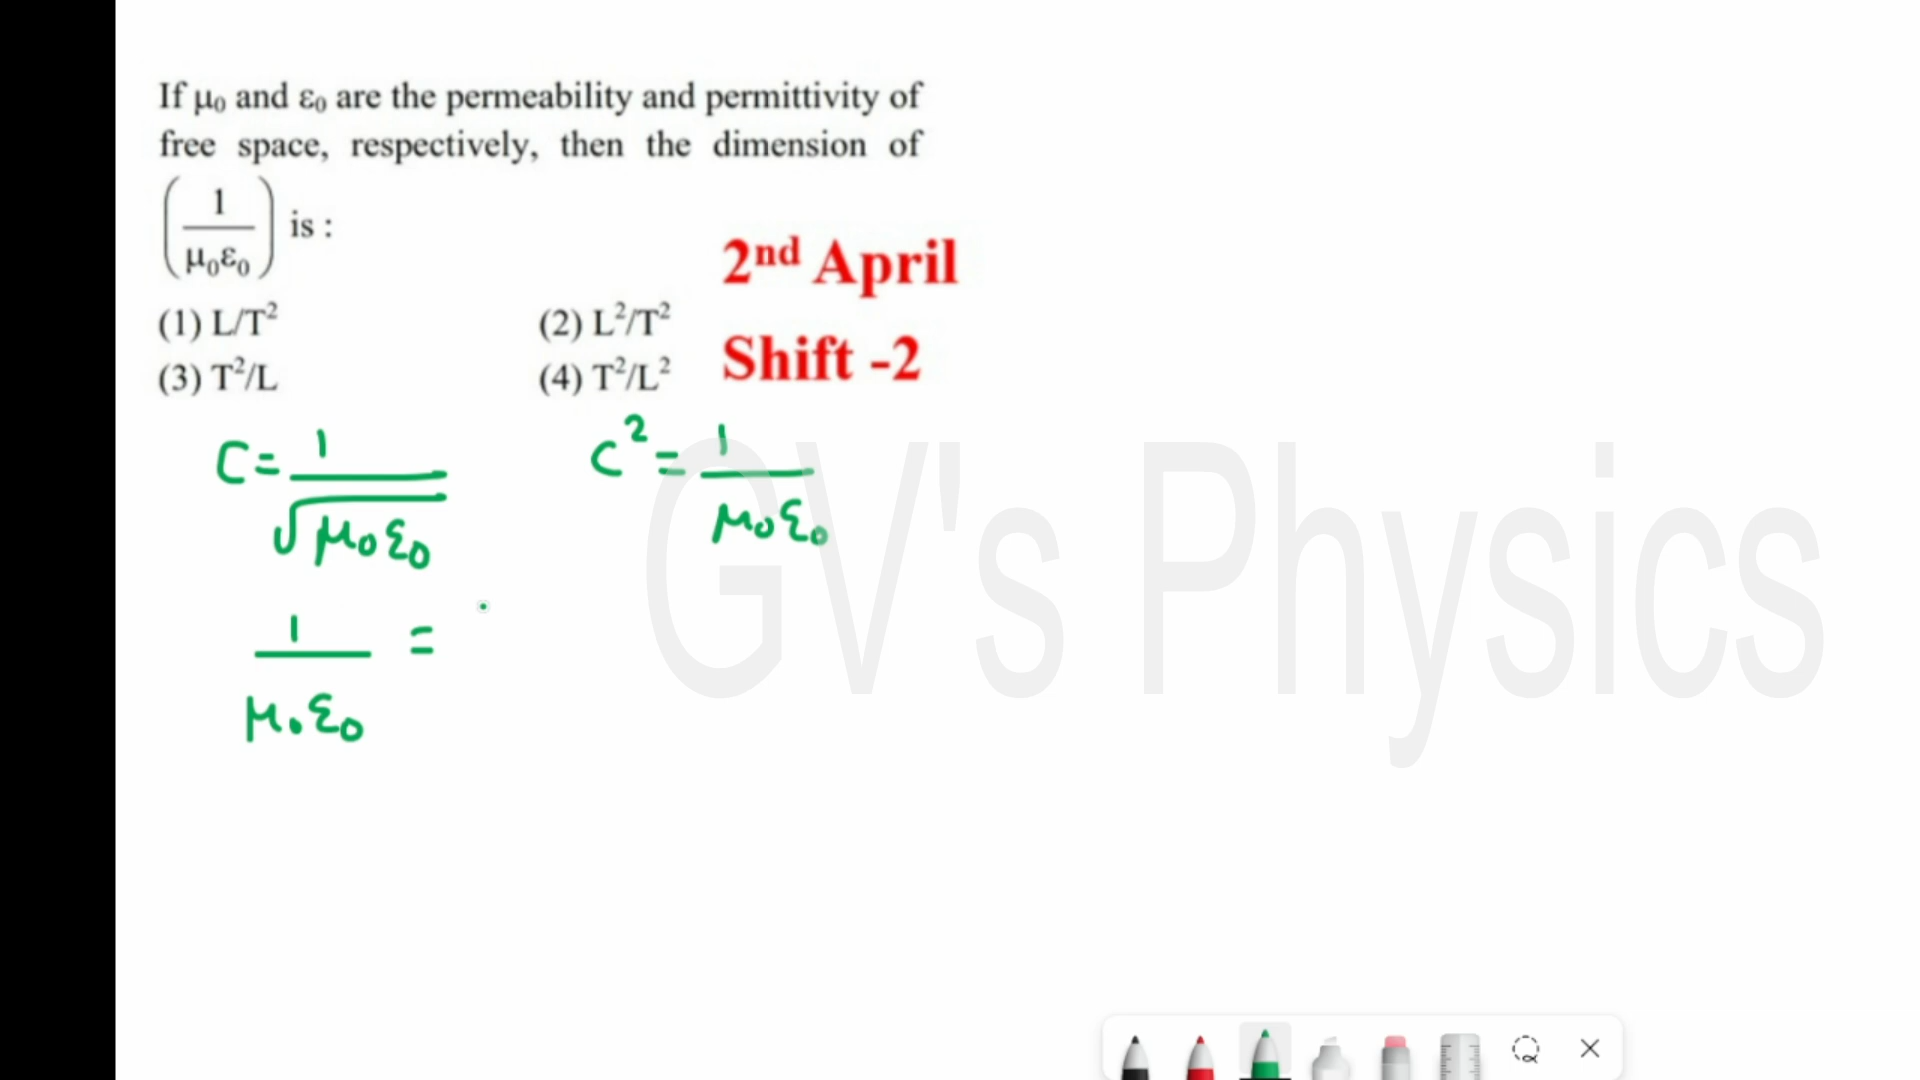 If μ₀ and ε₀ are the permeability and permittivity of
free space, respectively, then the dimension of
(1/μ₀ε₀) is :
(1) L/T² (2) L²/T²
(3) T²/L (4) T²/L²
2nd April
Shift -2
C = 1/√μ₀ε₀ C² = 1/μ₀ε₀
1/μ₀ε₀ =
GV's Physics